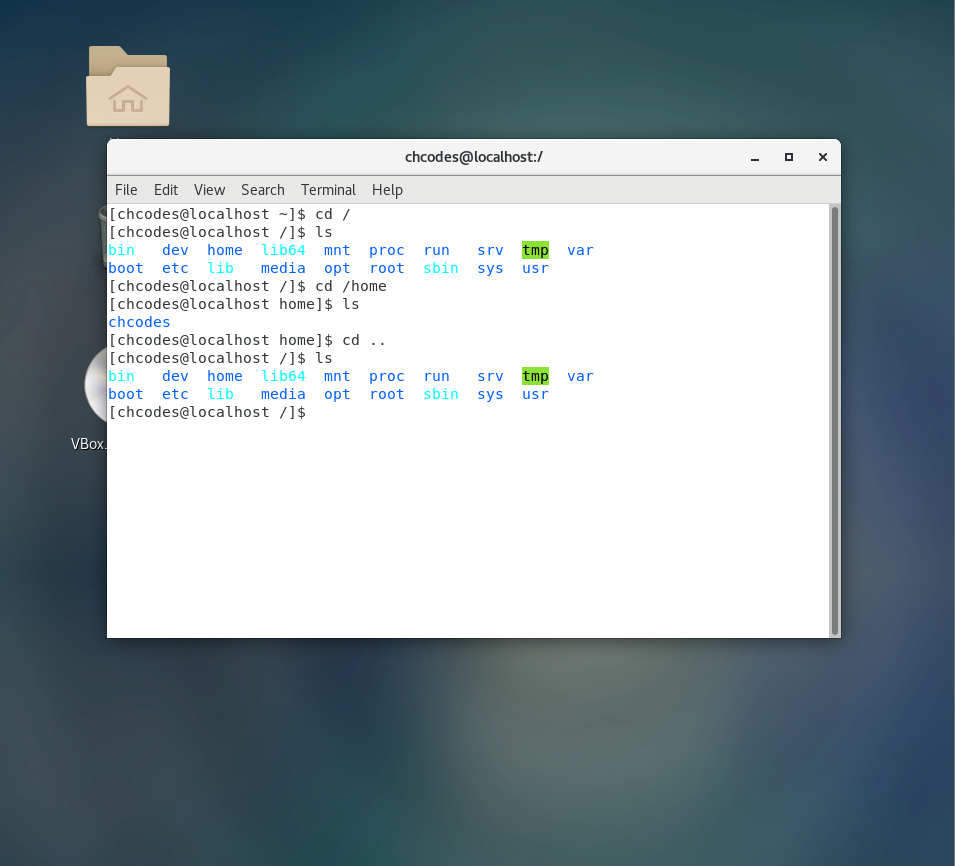 chcodes@localhost:/
File Edit View Search Terminal Help
[chcodes@localhost ~]$ cd /
[chcodes@localhost /]$ ls
bin   dev  home  lib64  mnt  proc  run   srv  tmp  var
boot  etc  lib   media  opt  root  sbin  sys  usr
[chcodes@localhost /]$ cd /home
[chcodes@localhost home]$ ls
chcodes
[chcodes@localhost home]$ cd ..
[chcodes@localhost /]$ ls
bin   dev  home  lib64  mnt  proc  run   srv  tmp  var
boot  etc  lib   media  opt  root  sbin  sys  usr
[chcodes@localhost /]$
VBox.